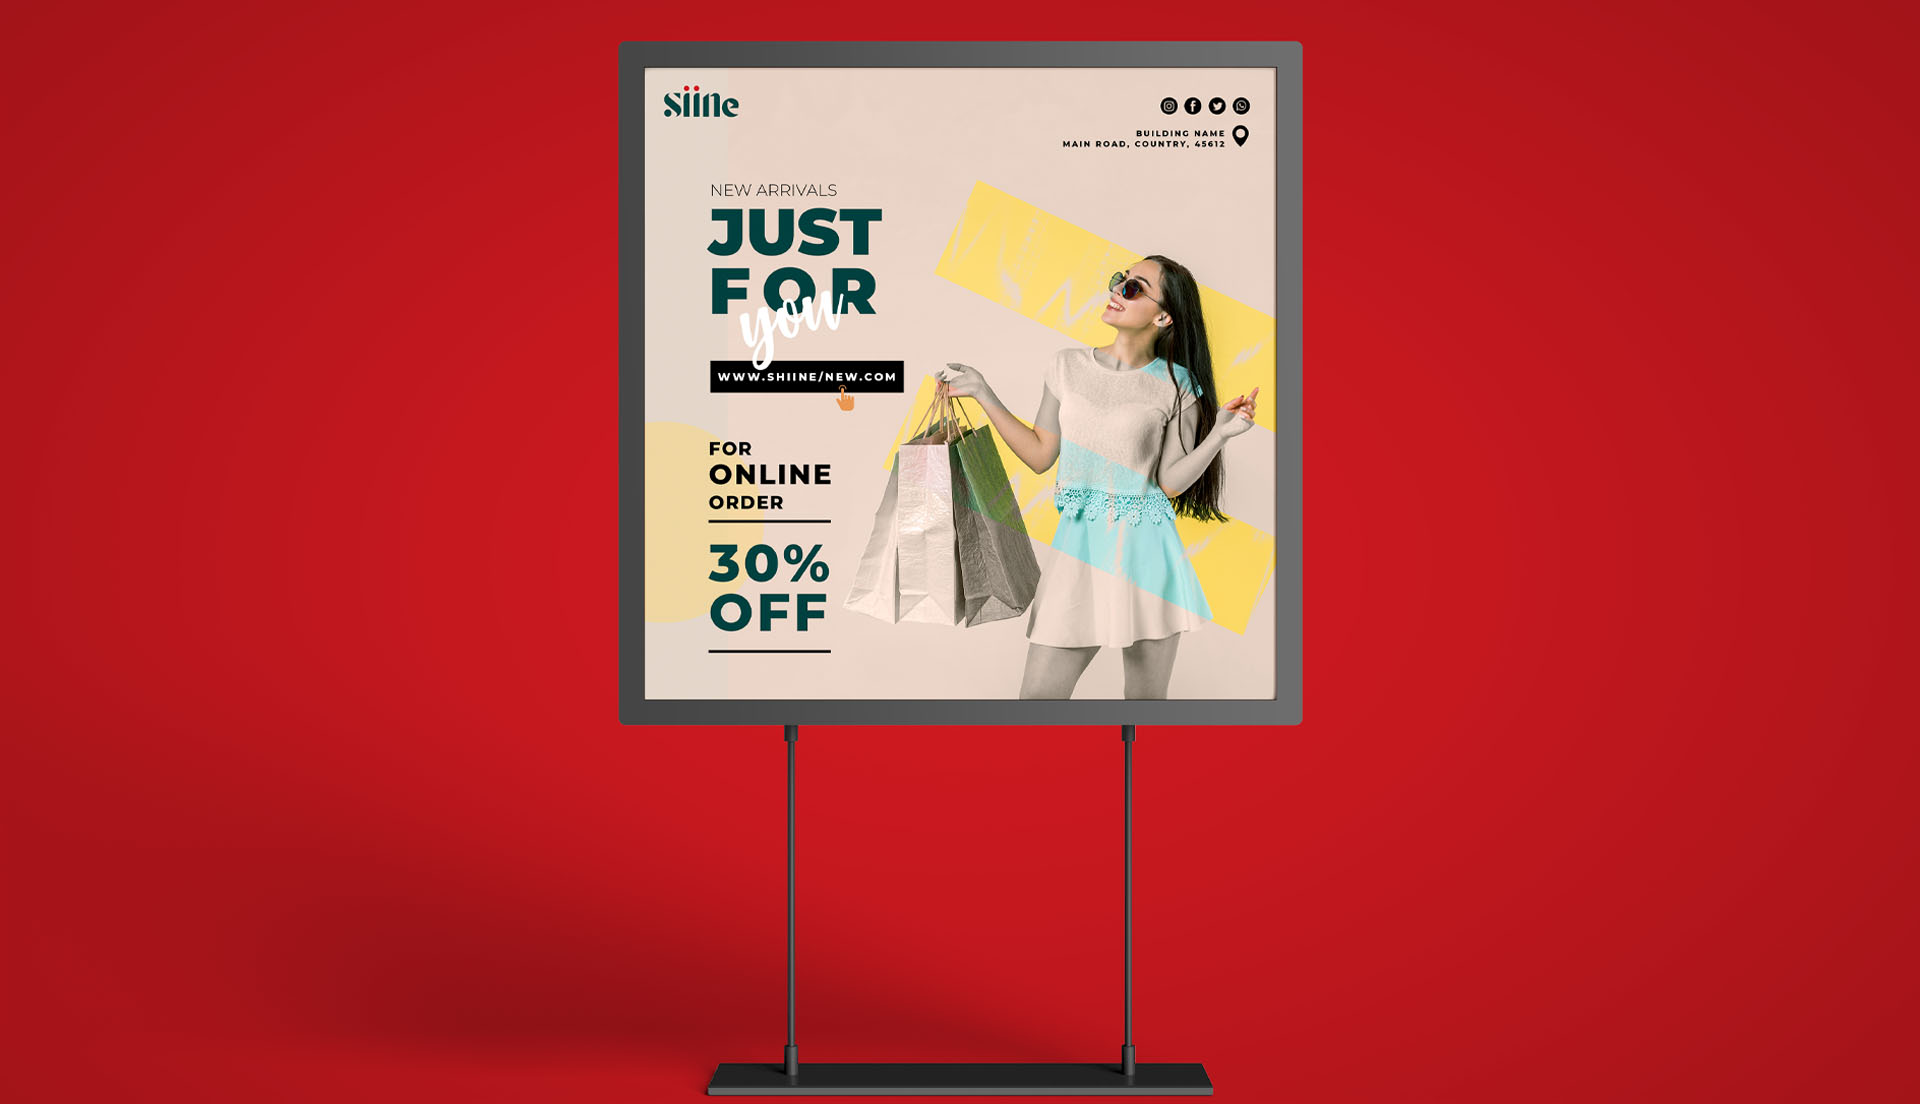 siine
BUILDING NAME
MAIN ROAD, COUNTRY, 45612
NEW ARRIVALS
JUST
FOR
you
WWW.SHIINE/NEW.COM
FOR
ONLINE
ORDER
30%
OFF